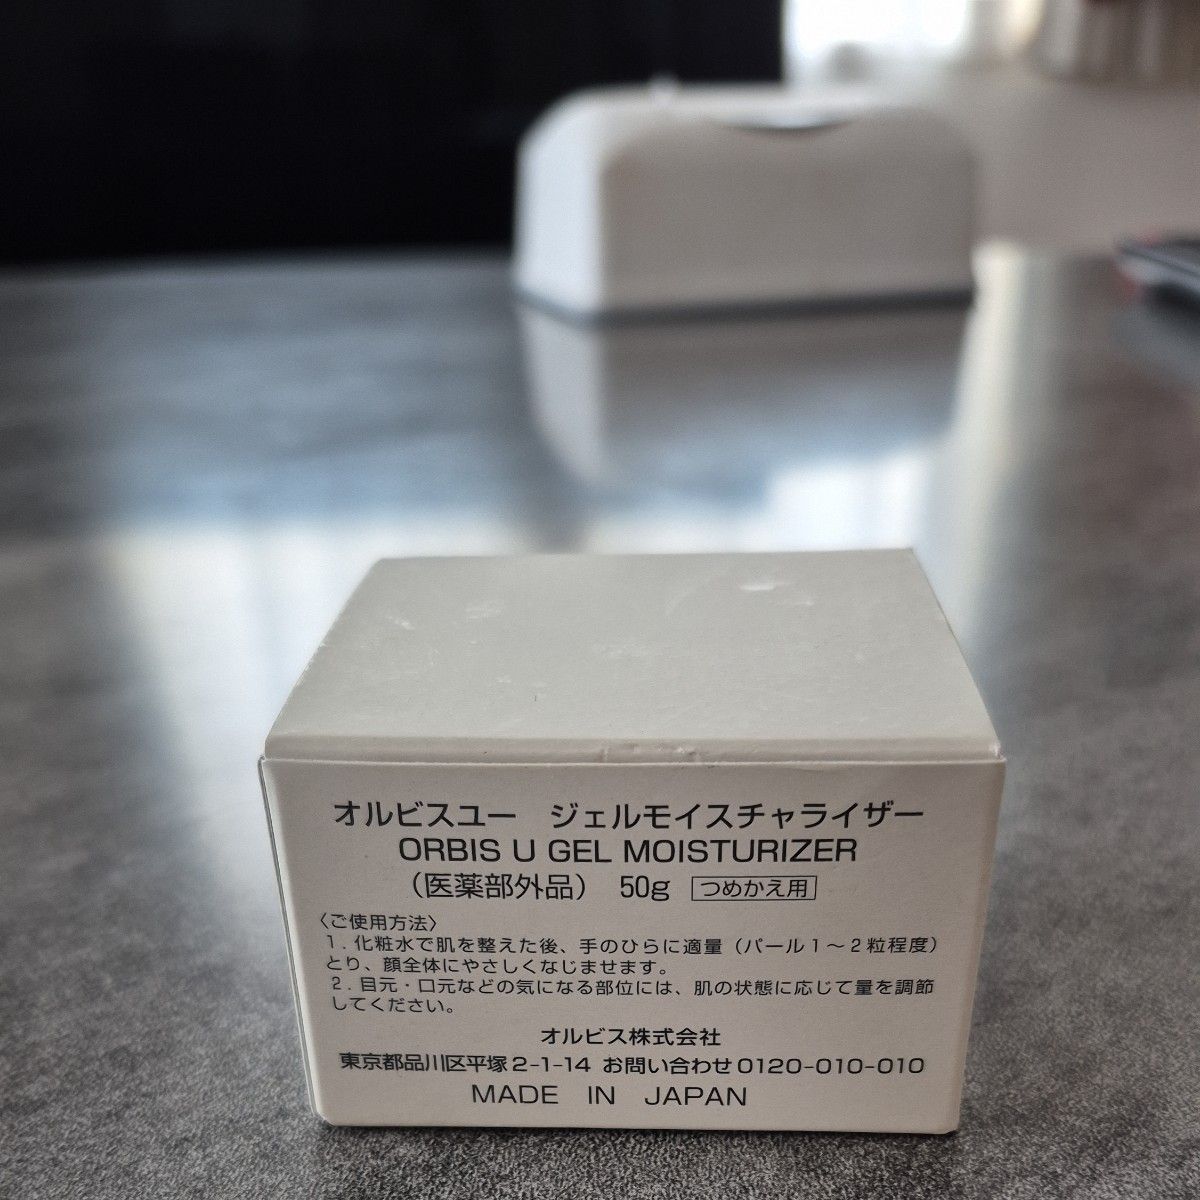 オルビスユー　ジェルモイスチャライザー
ORBIS U GEL MOISTURIZER
（医薬部外品） 50g つめかえ用
〈ご使用方法〉
1．化粧水で肌を整えた後、手のひらに適量（パール1～2粒程度）
とり、顔全体にやさしくなじませます。
2．目元・口元などの気になる部位には、肌の状態に応じて量を調節
してください。
オルビス株式会社
東京都品川区平塚2-1-14 お問い合わせ0120-010-010
MADE IN JAPAN